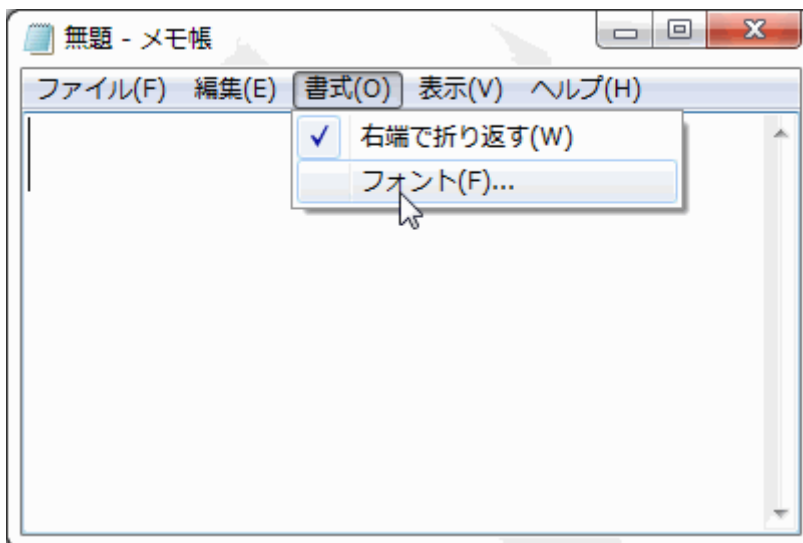 無題 - メモ帳
ファイル(F) 編集(E) 書式(O) 表示(V) ヘルプ(H)
右端で折り返す(W)
フォント(F)...